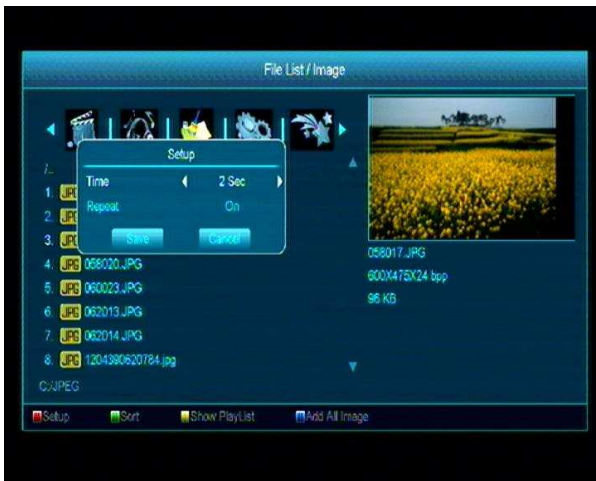 File List / Image
Setup
Time 2 Sec
Repeat On
Save Cancel
/..
1. JPG
2. JPG
3. JPG
4. JPG 058020.JPG
5. JPG 060023.JPG
6. JPG 062013.JPG
7. JPG 062014.JPG
8. JPG 1204390620784.jpg
C:/JPEG
058017.JPG
600X475X24 bpp
96 KB
Setup Sort Show PlayList Add All Image